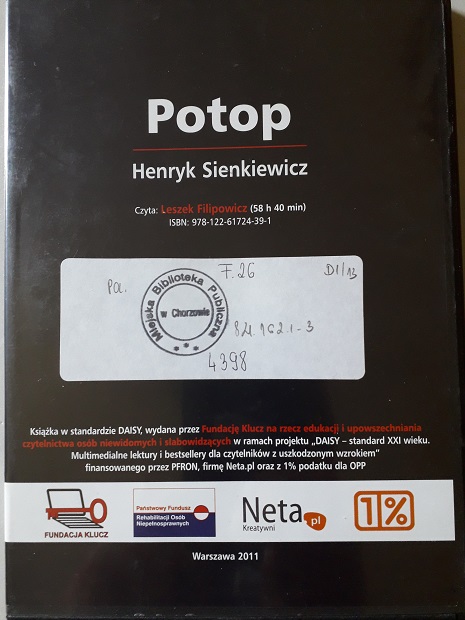 Potop
Henryk Sienkiewicz
Czyta: Leszek Filipowicz (58 h 40 min)
ISBN: 978-122-61724-39-1
F. 26
DI/13
Pol.
Miejska Biblioteka Publiczna
w Chorzowie
821.162.1-3
4398
Książka w standardzie DAISY, wydana przez Fundację Klucz na rzecz edukacji i upowszechniania
czytelnictwa osób niewidomych i słabowidzących w ramach projektu „DAISY – standard XXI wieku.
Multimedialne lektury i bestsellery dla czytelników z uszkodzonym wzrokiem”
finansowanego przez PFRON, firmę Neta.pl oraz z 1% podatku dla OPP
FUNDACJA KLUCZ
Państwowy Fundusz
Rehabilitacji Osób
Niepełnosprawnych
Neta.pl
Kreatywni
1%
Warszawa 2011